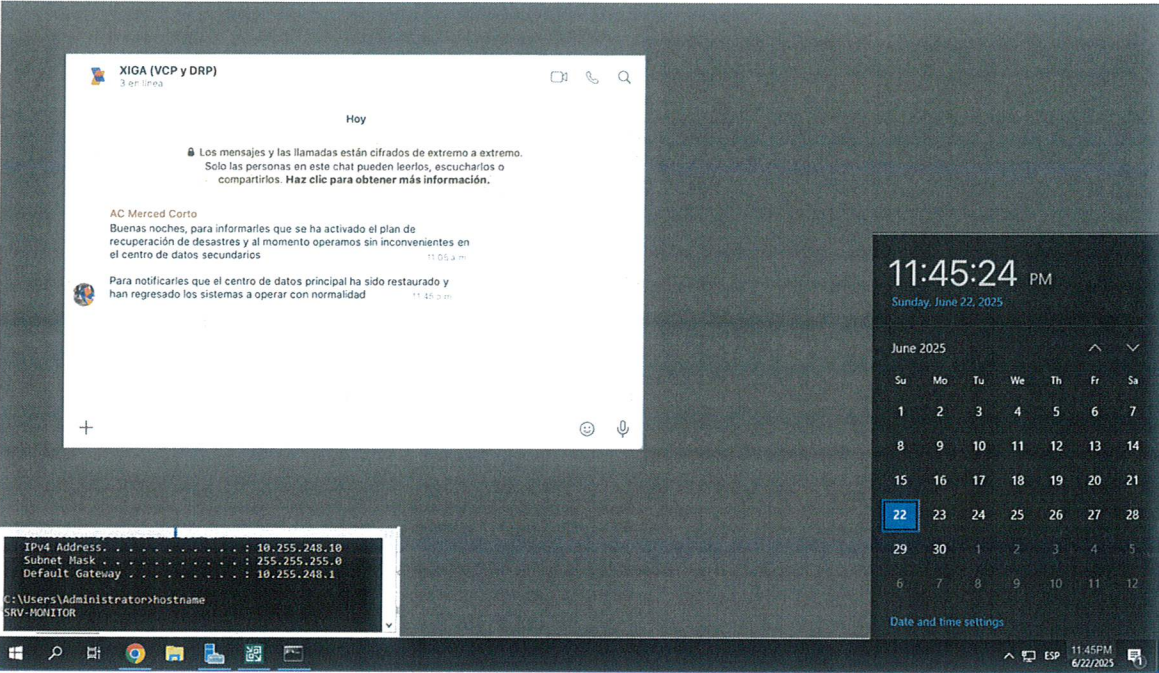 XIGA (VCP y DRP)
3 en línea
Hoy
Los mensajes y las llamadas están cifrados de extremo a extremo.
Solo las personas en este chat pueden leerlos, escucharlos o
compartirlos. Haz clic para obtener más información.
AC Merced Corto
Buenas noches, para informarles que se ha activado el plan de
recuperación de desastres y al momento operamos sin inconvenientes en
el centro de datos secundarios
Para notificarles que el centro de datos principal ha sido restaurado y
han regresado los sistemas a operar con normalidad
11:45:24 PM
Sunday, June 22, 2025
June 2025
Su Mo Tu We Th Fr Sa
1 2 3 4 5 6 7
8 9 10 11 12 13 14
15 16 17 18 19 20 21
22 23 24 25 26 27 28
29 30 1 2 3 4 5
6 7 8 9 10 11 12
Date and time settings
IPv4 Address. . . . . . . . . . . : 10.255.248.10
Subnet Mask . . . . . . . . . . . : 255.255.255.0
Default Gateway . . . . . . . . . : 10.255.248.1
C:\Users\Administrator>hostname
SRV-MONITOR
ESP
11:45PM
6/22/2025
1